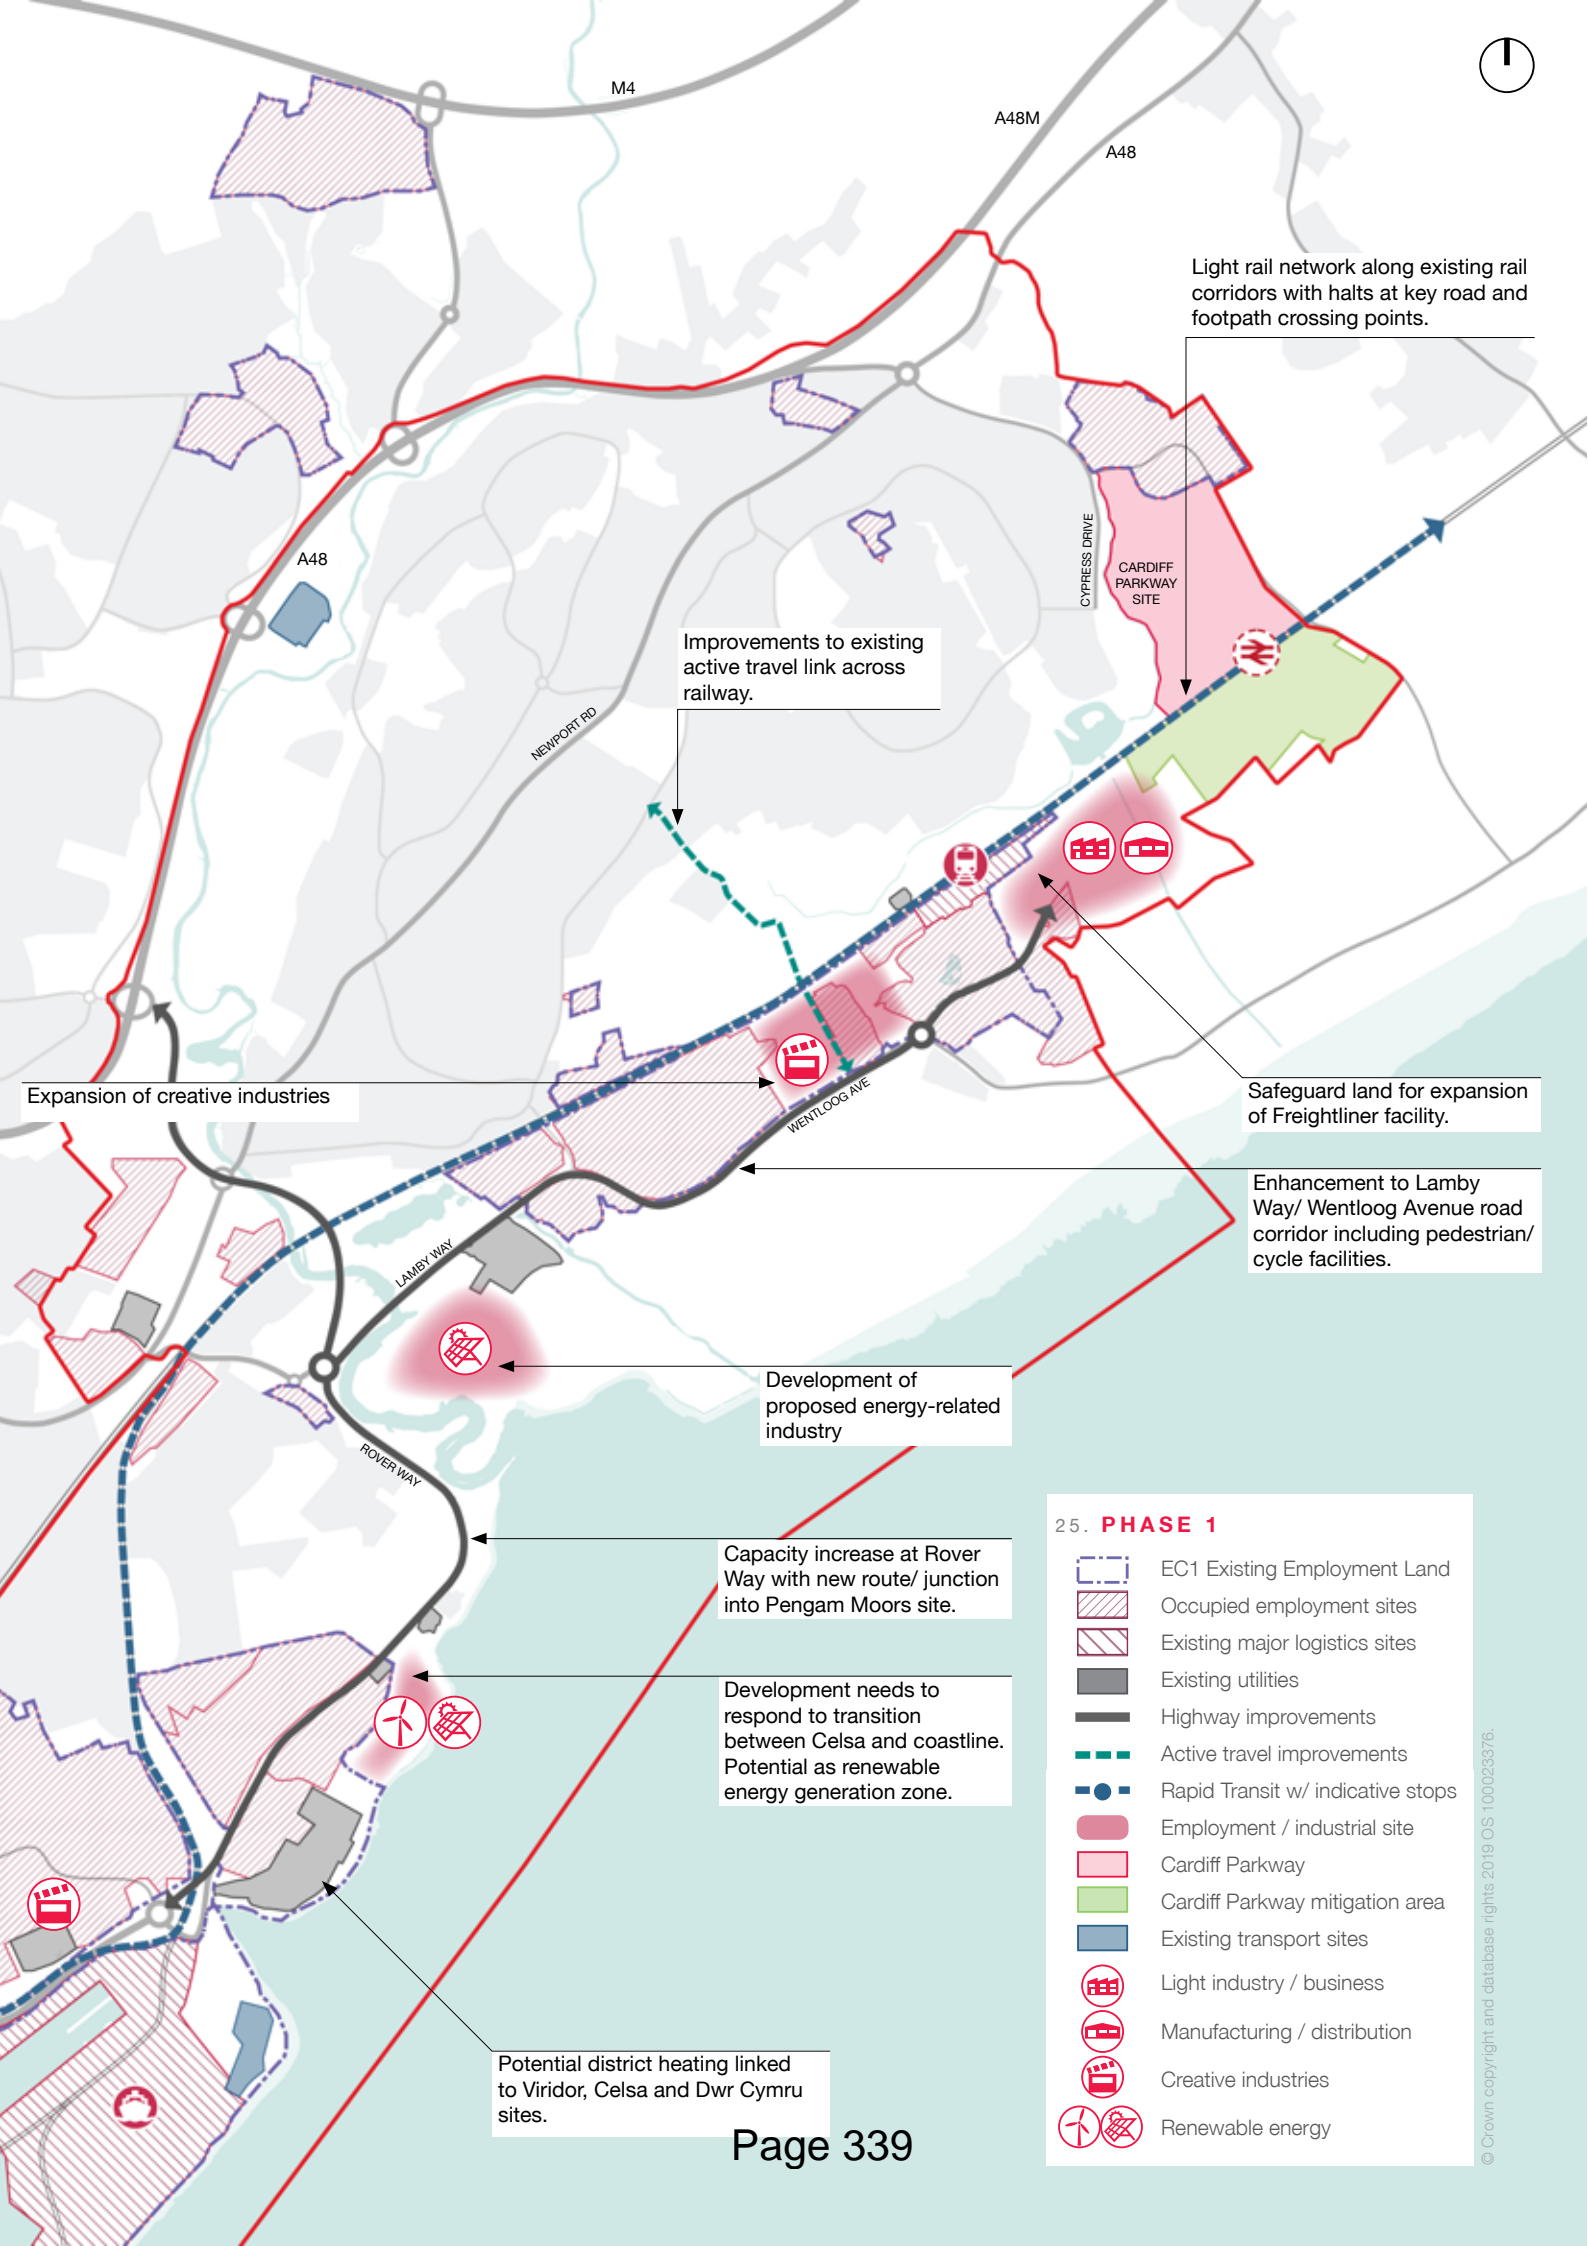 M4
A48M
A48
Light rail network along existing rail
corridors with halts at key road and
footpath crossing points.
A48
CYPRESS DRIVE
CARDIFF
PARKWAY
SITE
Improvements to existing
active travel link across
railway.
NEWPORT RD
Expansion of creative industries
WENTLOOG AVE
Safeguard land for expansion
of Freightliner facility.
Enhancement to Lamby
Way/ Wentloog Avenue road
corridor including pedestrian/
cycle facilities.
LAMBY WAY
Development of
proposed energy-related
industry
ROVER WAY
Capacity increase at Rover
Way with new route/ junction
into Pengam Moors site.
Development needs to
respond to transition
between Celsa and coastline.
Potential as renewable
energy generation zone.
Potential district heating linked
to Viridor, Celsa and Dwr Cymru
sites.
25. PHASE 1
EC1 Existing Employment Land
Occupied employment sites
Existing major logistics sites
Existing utilities
Highway improvements
Active travel improvements
Rapid Transit w/ indicative stops
Employment / industrial site
Cardiff Parkway
Cardiff Parkway mitigation area
Existing transport sites
Light industry / business
Manufacturing / distribution
Creative industries
Renewable energy
© Crown copyright and database rights 2019 OS 100023376.
Page 339